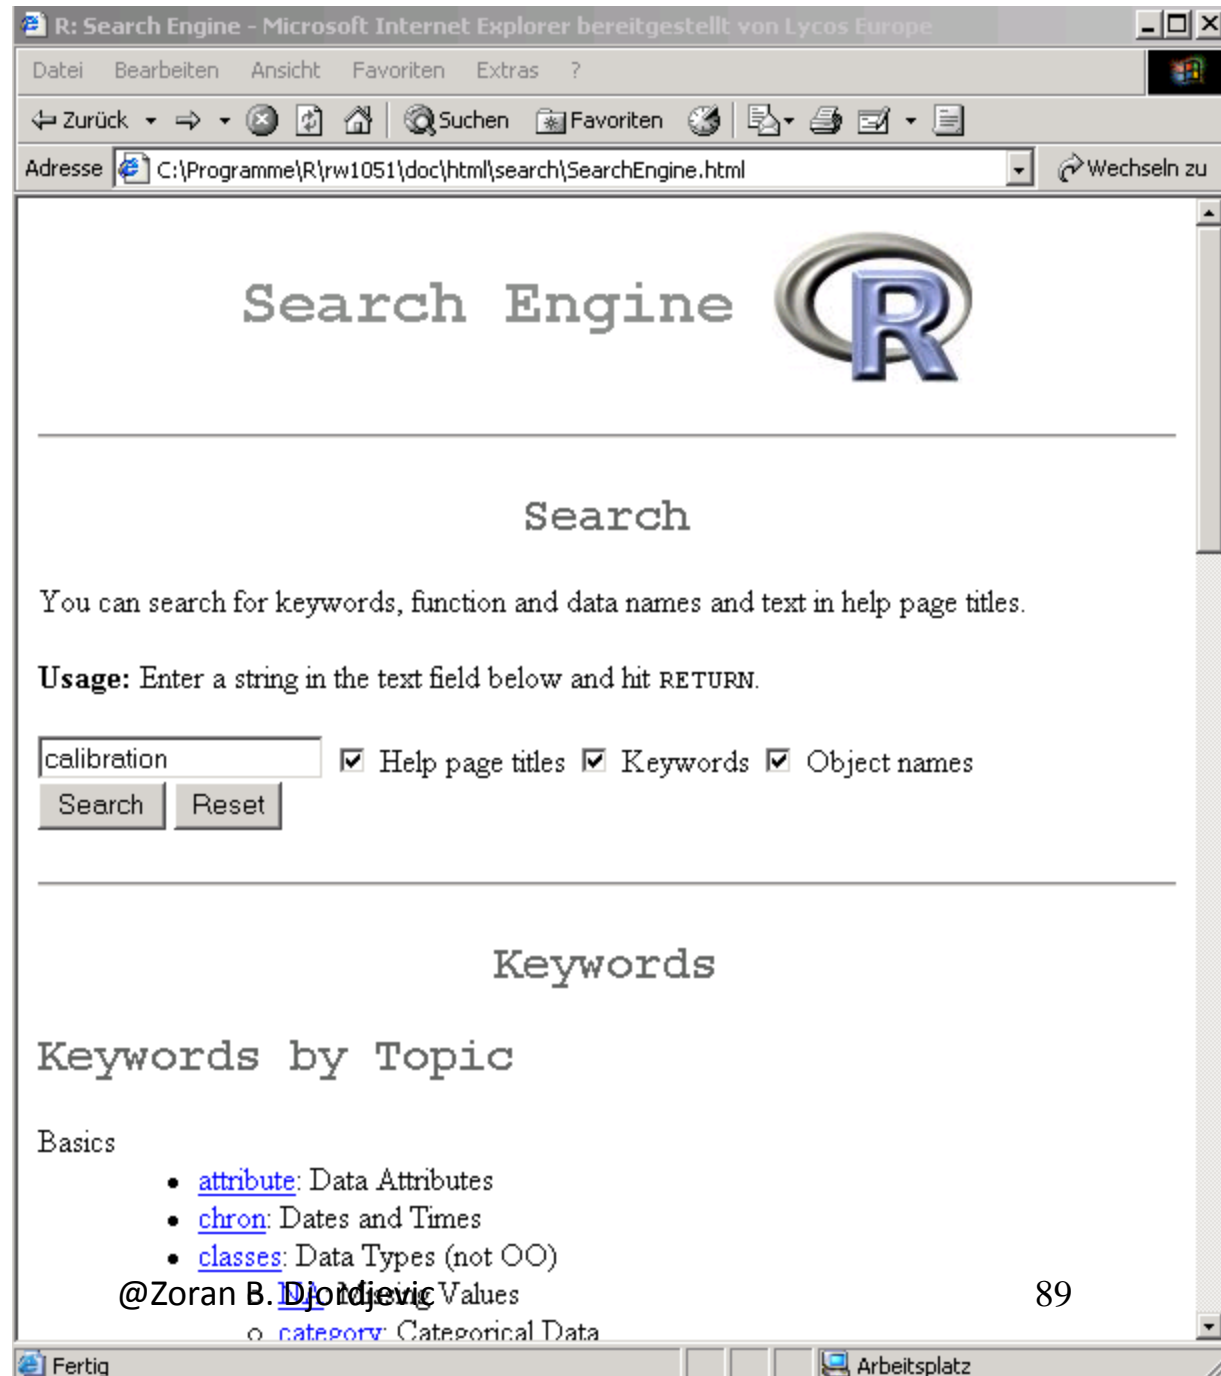 R: Search Engine - Microsoft Internet Explorer bereitgestellt von Lycos Europe
Datei Bearbeiten Ansicht Favoriten Extras ?
Zurück Suchen Favoriten
Adresse C:\Programme\R\rw1051\doc\html\search\SearchEngine.html Wechseln zu
Search Engine R
Search
You can search for keywords, function and data names and text in help page titles.
Usage: Enter a string in the text field below and hit RETURN.
calibration Help page titles Keywords Object names
Search Reset
Keywords
Keywords by Topic
Basics
attribute: Data Attributes
chron: Dates and Times
classes: Data Types (not OO)
NA: Missing Values
@Zoran B. Djordjevic 89
category: Categorical Data
Fertig Arbeitsplatz